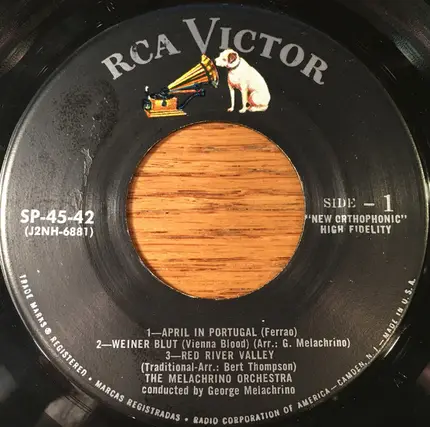 RCA VICTOR
SP-45-42
(J2NH-6881)
SIDE - 1
"NEW ORTHOPHONIC"
HIGH FIDELITY
1—APRIL IN PORTUGAL (Ferrao)
2—WEINER BLUT (Vienna Blood) (Arr.: G. Melachrino)
3—RED RIVER VALLEY
(Traditional-Arr.: Bert Thompson)
THE MELACHRINO ORCHESTRA
conducted by George Melachrino
TRADE MARKS ® REGISTERED • MARCAS REGISTRADAS • RADIO CORPORATION OF AMERICA—CAMDEN, N.J.—MADE IN U.S.A.